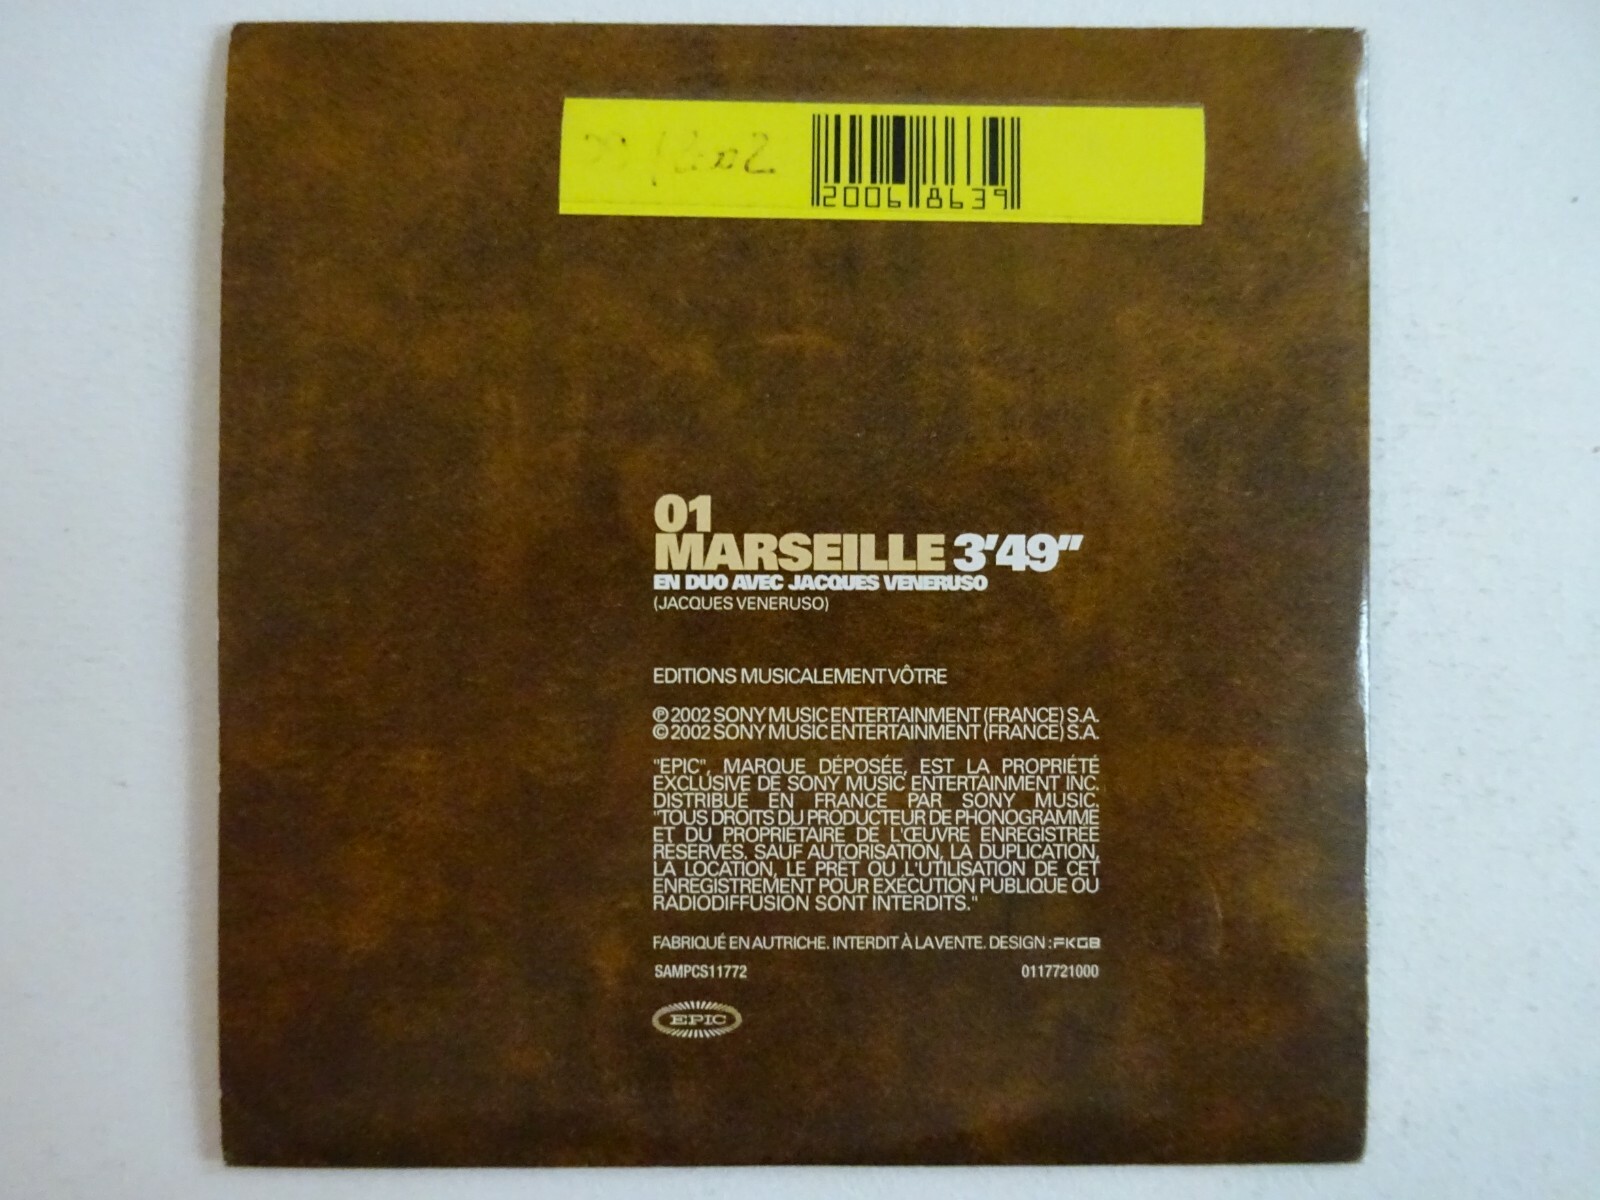 2006 8639
01
MARSEILLE 3'49"
EN DUO AVEC JACQUES VENERUSO
(JACQUES VENERUSO)
EDITIONS MUSICALEMENT VÔTRE
℗ 2002 SONY MUSIC ENTERTAINMENT (FRANCE) S.A.
© 2002 SONY MUSIC ENTERTAINMENT (FRANCE) S.A.
"EPIC", MARQUE DÉPOSÉE, EST LA PROPRIÉTÉ
EXCLUSIVE DE SONY MUSIC ENTERTAINMENT INC.
DISTRIBUÉ EN FRANCE PAR SONY MUSIC.
"TOUS DROITS DU PRODUCTEUR DE PHONOGRAMME
ET DU PROPRIÉTAIRE DE L'ŒUVRE ENREGISTRÉE
RÉSERVÉS. SAUF AUTORISATION, LA DUPLICATION,
LA LOCATION, LE PRÊT OU L'UTILISATION DE CET
ENREGISTREMENT POUR EXÉCUTION PUBLIQUE OU
RADIODIFFUSION SONT INTERDITS."
FABRIQUÉ EN AUTRICHE. INTERDIT À LA VENTE. DESIGN : FKGB
SAMPCS11772 0117721000
EPIC